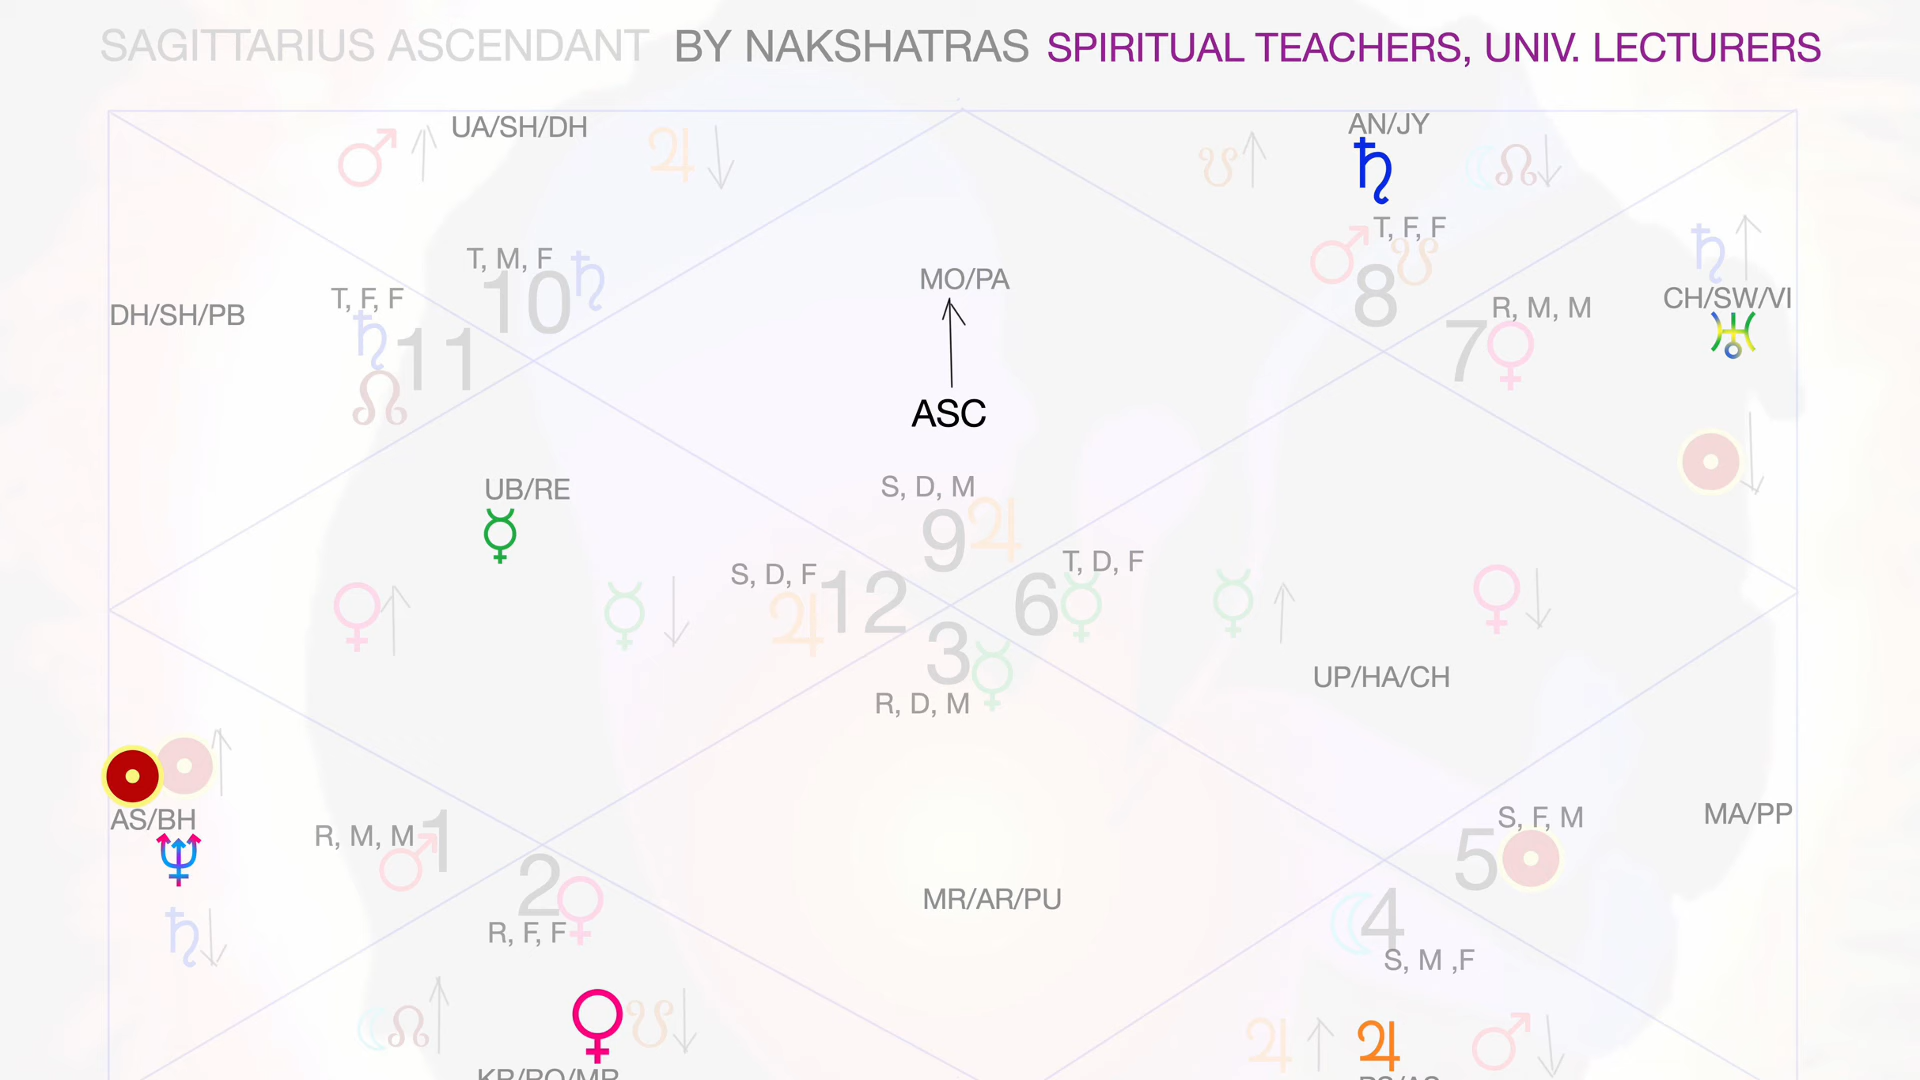 SAGITTARIUS ASCENDANT BY NAKSHATRAS SPIRITUAL TEACHERS, UNIV. LECTURERS
UA/SH/DH
AN/JY
T, F, F
T, M, F
10
MO/PA
8
CH/SW/VI
R, M, M
7
DH/SH/PB
T, F, F
11
ASC
UB/RE
S, D, M
9
S, D, F
12
T, D, F
6
3
R, D, M
UP/HA/CH
AS/BH
R, M, M
1
2
R, F, F
MR/AR/PU
S, F, M
5
MA/PP
4
S, M ,F